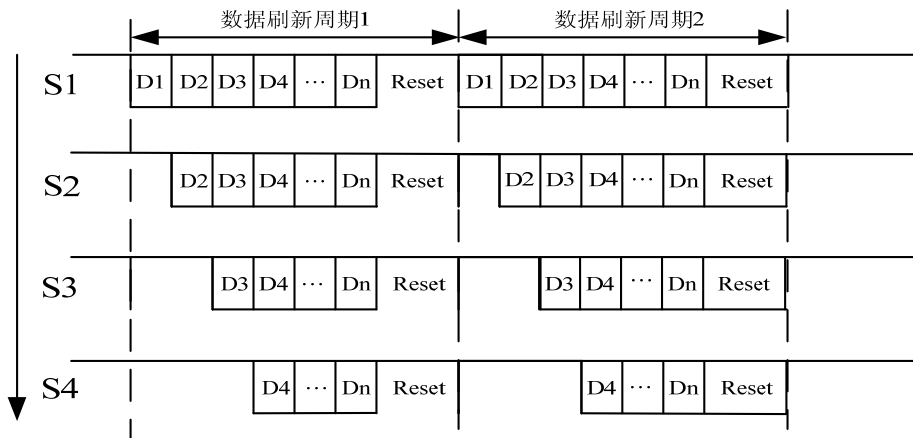 数据刷新周期1 数据刷新周期2
S1 D1 D2 D3 D4 ··· Dn Reset D1 D2 D3 D4 ··· Dn Reset
S2 D2 D3 D4 ··· Dn Reset D2 D3 D4 ··· Dn Reset
S3 D3 D4 ··· Dn Reset D3 D4 ··· Dn Reset
S4 D4 ··· Dn Reset D4 ··· Dn Reset